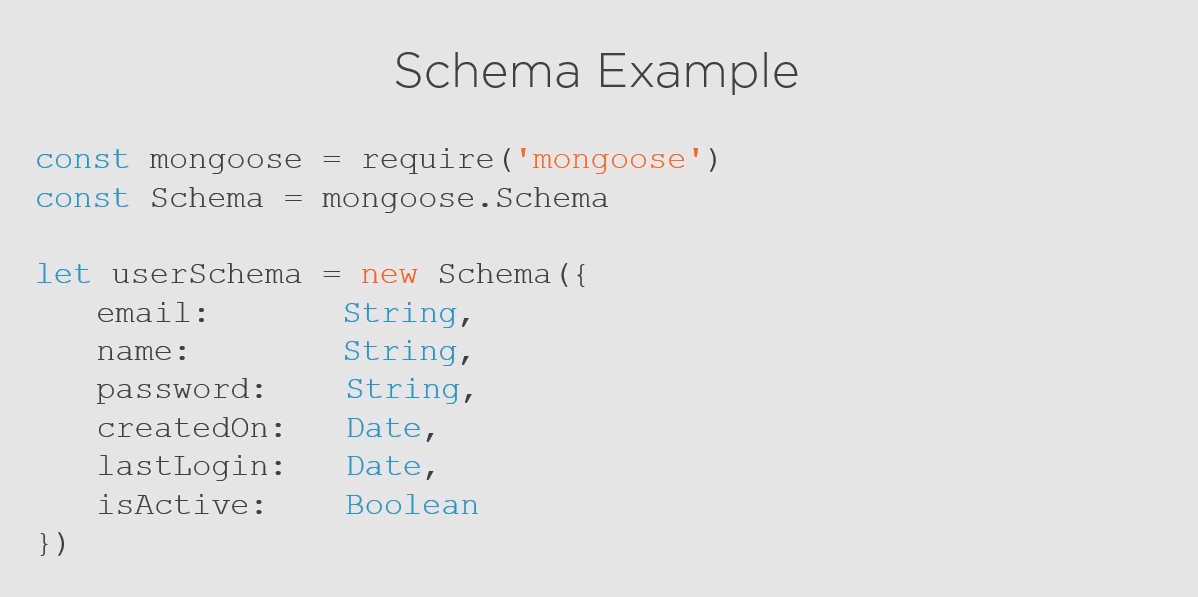 Schema Example
const mongoose = require('mongoose')
const Schema = mongoose.Schema
let userSchema = new Schema({
email: String,
name: String,
password: String,
createdOn: Date,
lastLogin: Date,
isActive: Boolean
})